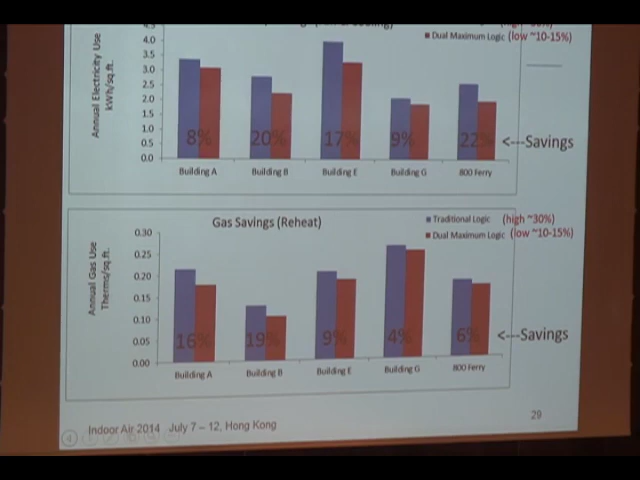 Annual Electricity Use
kWh/sq.ft.
4.0
3.5
3.0
2.5
2.0
1.5
1.0
0.5
0.0
Dual Maximum Logic (low ~10-15%)
8% 20% 17% 9% 22% <---Savings
Building A Building B Building E Building G 800 Ferry
Gas Savings (Reheat)
Traditional Logic (high ~30%)
Dual Maximum Logic (low ~10-15%)
Annual Gas Use
Therms/sq.ft.
0.30
0.25
0.20
0.15
0.10
0.05
0.00
16% 19% 9% 4% 6% <---Savings
Building A Building B Building E Building G 800 Ferry
29
Indoor Air 2014 July 7 – 12, Hong Kong